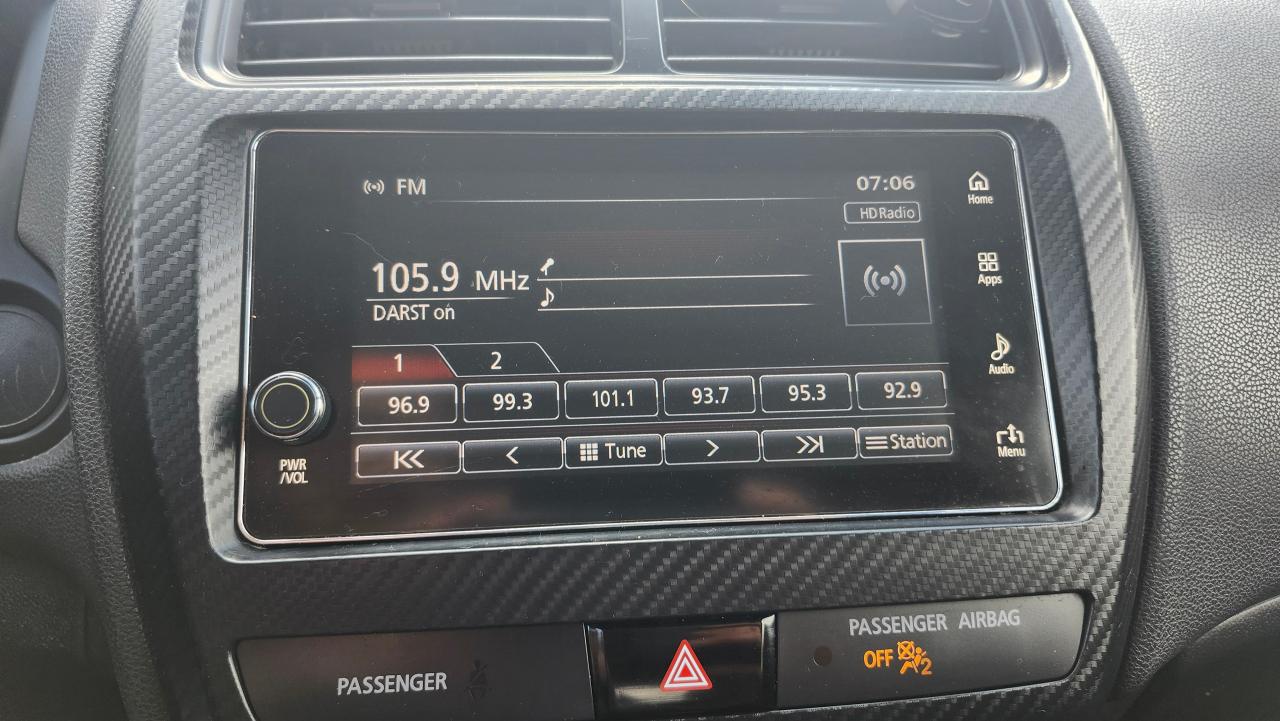 FM
07:06
HD Radio
Home
105.9 MHz
DARST on
Apps
1
2
Audio
96.9
99.3
101.1
93.7
95.3
92.9
Tune
Station
Menu
PWR
/VOL
PASSENGER AIRBAG
OFF
2
PASSENGER